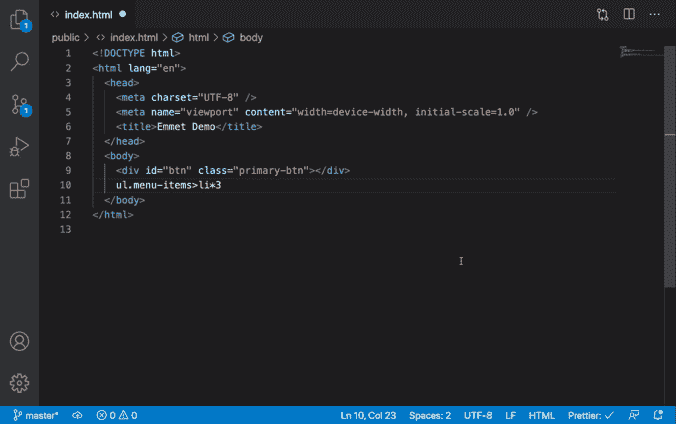 index.html
1
public > index.html > html > body
1 <!DOCTYPE html>
2 <html lang="en">
3 <head>
4 <meta charset="UTF-8" />
5 <meta name="viewport" content="width=device-width, initial-scale=1.0" />
6 <title>Emmet Demo</title>
7 </head>
8 <body>
9 <div id="btn" class="primary-btn"></div>
10 ul.menu-items>li*3
11 </body>
12 </html>
13
1
master* 0 0 Ln 10, Col 23 Spaces: 2 UTF-8 LF HTML Prettier: ✓